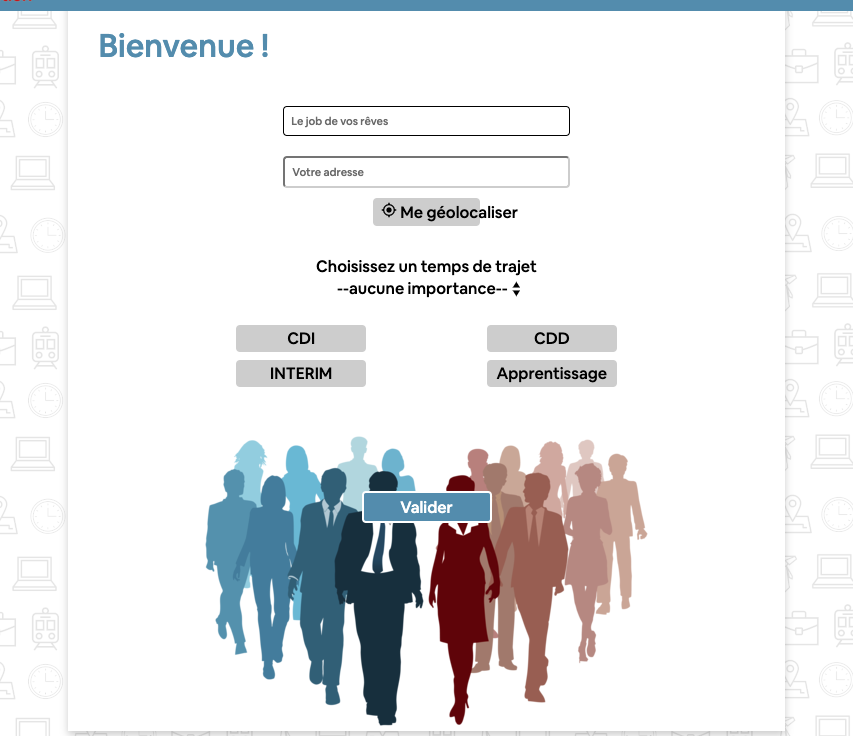 Bienvenue !
Le job de vos rêves
Votre adresse
Me géolocaliser
Choisissez un temps de trajet
--aucune importance--
CDI
CDD
INTERIM
Apprentissage
Valider